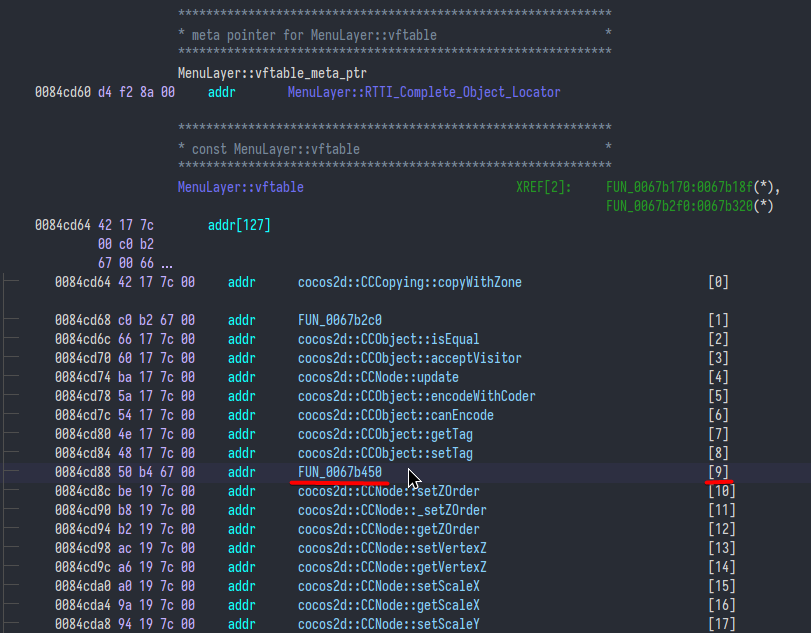 **************************************************************
* meta pointer for MenuLayer::vftable *
**************************************************************
MenuLayer::vftable_meta_ptr
0084cd60 d4 f2 8a 00 addr MenuLayer::RTTI_Complete_Object_Locator
**************************************************************
* const MenuLayer::vftable *
**************************************************************
MenuLayer::vftable XREF[2]: FUN_0067b170:0067b18f(*),
FUN_0067b2f0:0067b320(*)
0084cd64 42 17 7c addr[127]
00 c0 b2
67 00 66 ...
0084cd64 42 17 7c 00 addr cocos2d::CCCopying::copyWithZone [0]
0084cd68 c0 b2 67 00 addr FUN_0067b2c0 [1]
0084cd6c 66 17 7c 00 addr cocos2d::CCObject::isEqual [2]
0084cd70 60 17 7c 00 addr cocos2d::CCObject::acceptVisitor [3]
0084cd74 ba 17 7c 00 addr cocos2d::CCNode::update [4]
0084cd78 5a 17 7c 00 addr cocos2d::CCObject::encodeWithCoder [5]
0084cd7c 54 17 7c 00 addr cocos2d::CCObject::canEncode [6]
0084cd80 4e 17 7c 00 addr cocos2d::CCObject::getTag [7]
0084cd84 48 17 7c 00 addr cocos2d::CCObject::setTag [8]
0084cd88 50 b4 67 00 addr FUN_0067b450 [9]
0084cd8c be 19 7c 00 addr cocos2d::CCNode::setZOrder [10]
0084cd90 b8 19 7c 00 addr cocos2d::CCNode::_setZOrder [11]
0084cd94 b2 19 7c 00 addr cocos2d::CCNode::getZOrder [12]
0084cd98 ac 19 7c 00 addr cocos2d::CCNode::setVertexZ [13]
0084cd9c a6 19 7c 00 addr cocos2d::CCNode::getVertexZ [14]
0084cda0 a0 19 7c 00 addr cocos2d::CCNode::setScaleX [15]
0084cda4 9a 19 7c 00 addr cocos2d::CCNode::getScaleX [16]
0084cda8 94 19 7c 00 addr cocos2d::CCNode::setScaleY [17]